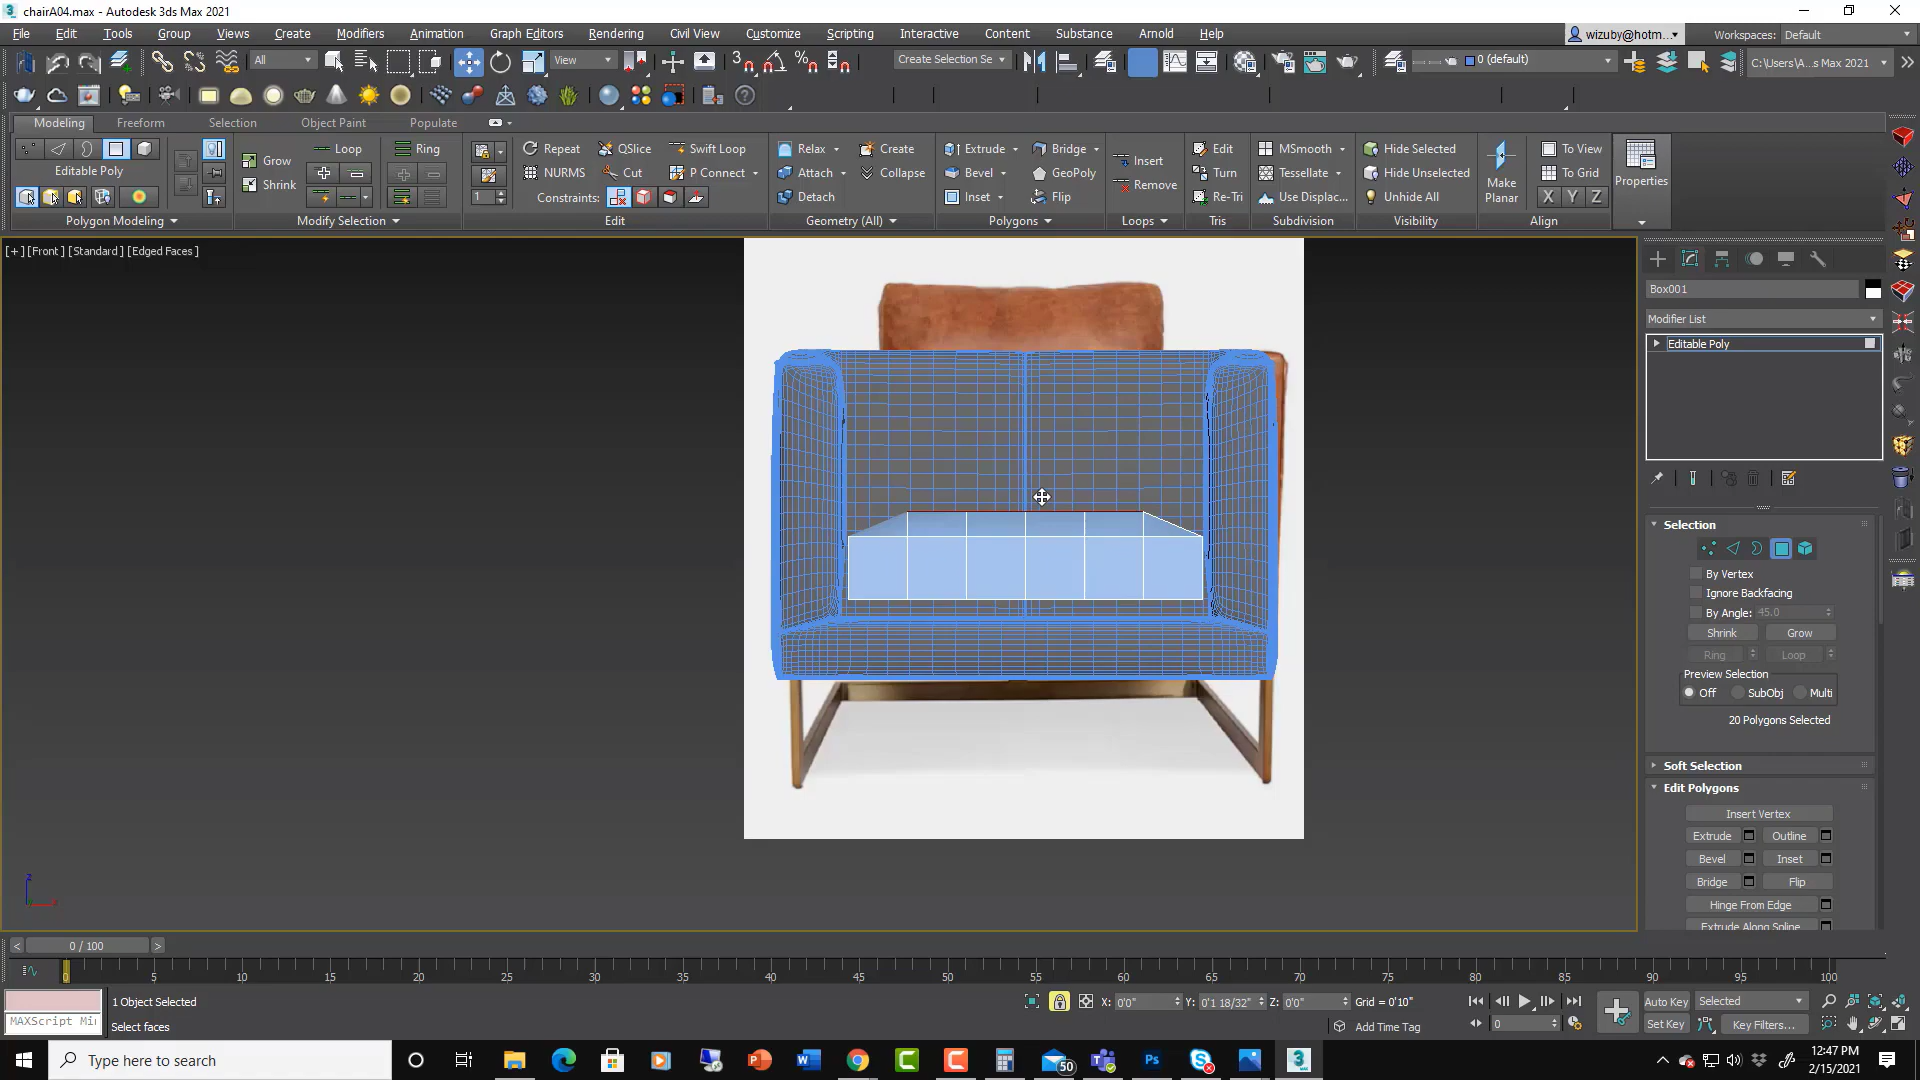 chairA04.max - Autodesk 3ds Max 2021
File Edit Tools Group Views Create Modifiers Animation Graph Editors Rendering Civil View Customize Scripting Interactive Content Substance Arnold Help
wizuby@hotm... Workspaces: Default
All View Create Selection Se 0 (default) C:\Users\A...s Max 2021
Modeling Freeform Selection Object Paint Populate
Loop Ring Repeat QSlice Swift Loop Relax Create Extrude Bridge Insert Edit MSmooth Hide Selected To View
Editable Poly Grow NURMS Cut P Connect Attach Collapse Bevel GeoPoly Remove Turn Tessellate Hide Unselected Make Planar To Grid Properties
Shrink 1 Constraints: Detach Inset Flip Re-Tri Use Displac... Unhide All X Y Z
Polygon Modeling Modify Selection Edit Geometry (All) Polygons Loops Tris Subdivision Visibility Align
[+] [Front] [Standard] [Edged Faces]
Box001
Modifier List
Editable Poly
Selection
By Vertex
Ignore Backfacing
By Angle: 45.0
Shrink Grow
Ring Loop
Preview Selection
Off SubObj Multi
20 Polygons Selected
Soft Selection
Edit Polygons
Insert Vertex
Extrude Outline
Bevel Inset
Bridge Flip
Hinge From Edge
Extrude Along Spline
z
0 / 100
0 5 10 15 20 25 30 35 40 45 50 55 60 65 70 75 80 85 90 95 100
1 Object Selected X: 0'0" Y: 0'1 18/32" Z: 0'0" Grid = 0'10" Auto Key Selected
MAXScript Mi Select faces Add Time Tag 0 Set Key Key Filters...
Type here to search 50
12:47 PM
2/15/2021